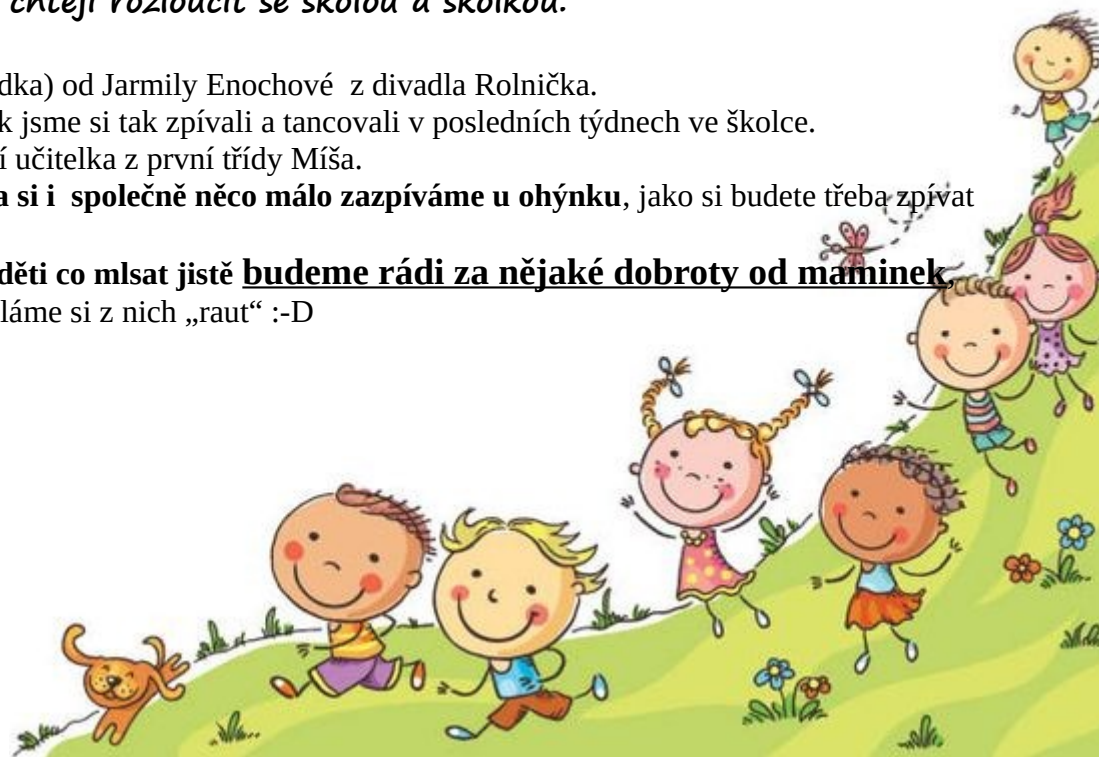 chtějí rozloučit se školou a školkou.
dka) od Jarmily Enochové z divadla Rolnička.
k jsme si tak zpívali a tancovali v posledních týdnech ve školce.
í učitelka z první třídy Míša.
a si i společně něco málo zazpíváme u ohýnku, jako si budete třeba zpívat
děti co mlsat jistě budeme rádi za nějaké dobroty od maminek,
láme si z nich „raut“ :-D